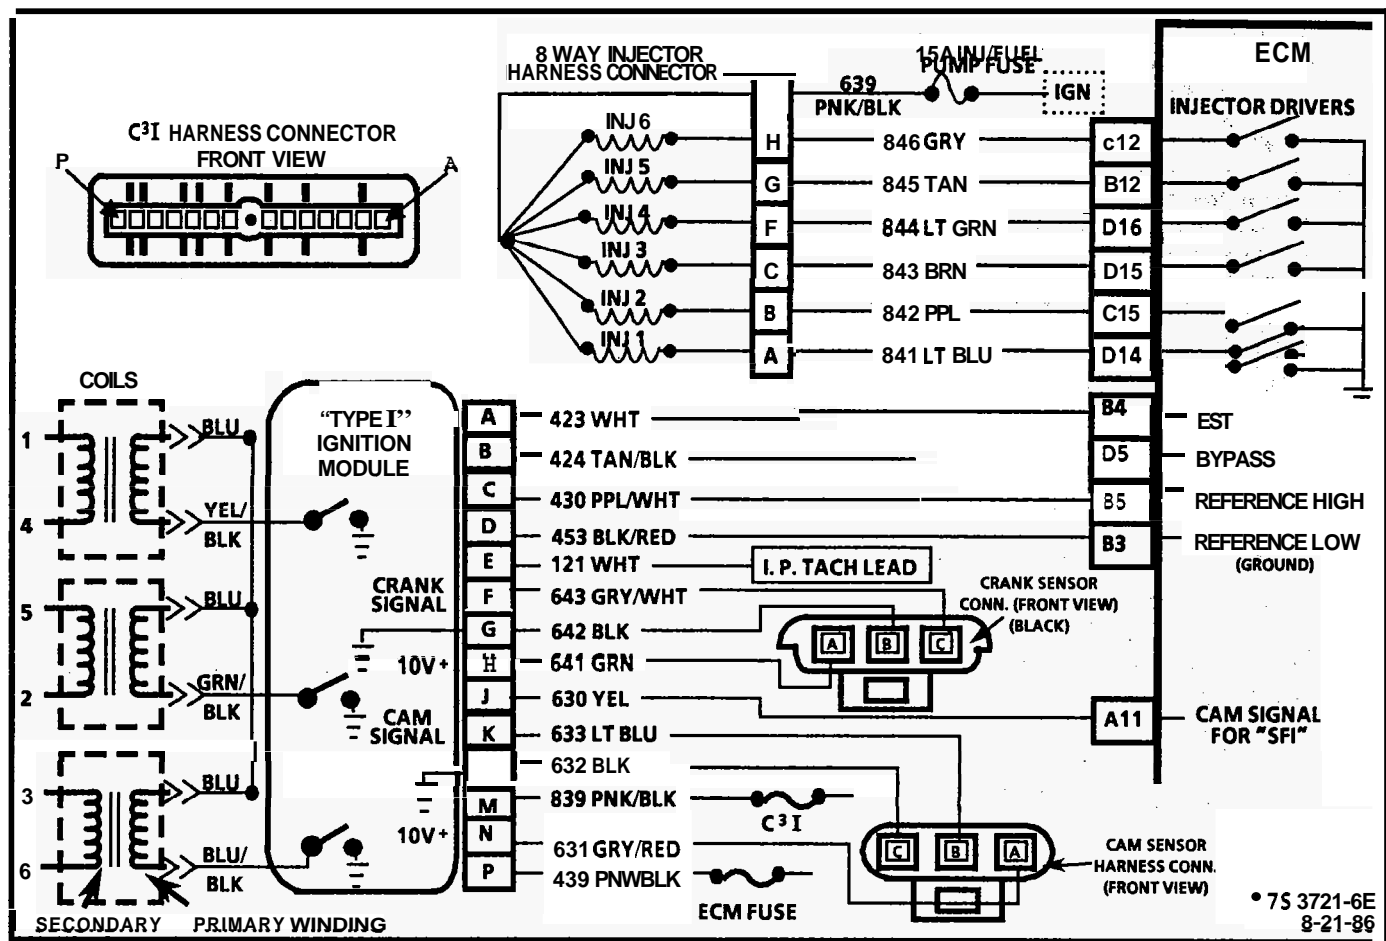 8 WAY INJECTOR
HARNESS CONNECTOR
15A INJ/FUEL
PUMP FUSE
ECM
639
PNK/BLK
IGN
INJECTOR DRIVERS
C³I HARNESS CONNECTOR
FRONT VIEW
P
A
INJ 6
H
846 GRY
c12
INJ 5
G
845 TAN
B12
INJ 4
F
844 LT GRN
D16
INJ 3
C
843 BRN
D15
INJ 2
B
842 PPL
C15
INJ 1
A
841 LT BLU
D14
COILS
"TYPE I"
IGNITION
MODULE
1
BLU
4
YEL/
BLK
5
BLU
2
GRN/
BLK
3
BLU
6
BLU/
BLK
SECONDARY
PRIMARY WINDING
CRANK
SIGNAL
10V+
CAM
SIGNAL
10V+
A
423 WHT
B4
EST
B
424 TAN/BLK
D5
BYPASS
C
430 PPL/WHT
B5
REFERENCE HIGH
D
453 BLK/RED
B3
REFERENCE LOW
(GROUND)
E
121 WHT
I. P. TACH LEAD
F
643 GRY/WHT
G
642 BLK
H
641 GRN
J
630 YEL
A11
CAM SIGNAL
FOR "SFI"
K
633 LT BLU
632 BLK
M
839 PNK/BLK
C³I
N
631 GRY/RED
P
439 PNWBLK
ECM FUSE
CRANK SENSOR
CONN. (FRONT VIEW)
(BLACK)
A
B
C
C
B
A
CAM SENSOR
HARNESS CONN.
(FRONT VIEW)
• 7S 3721-6E
8-21-86